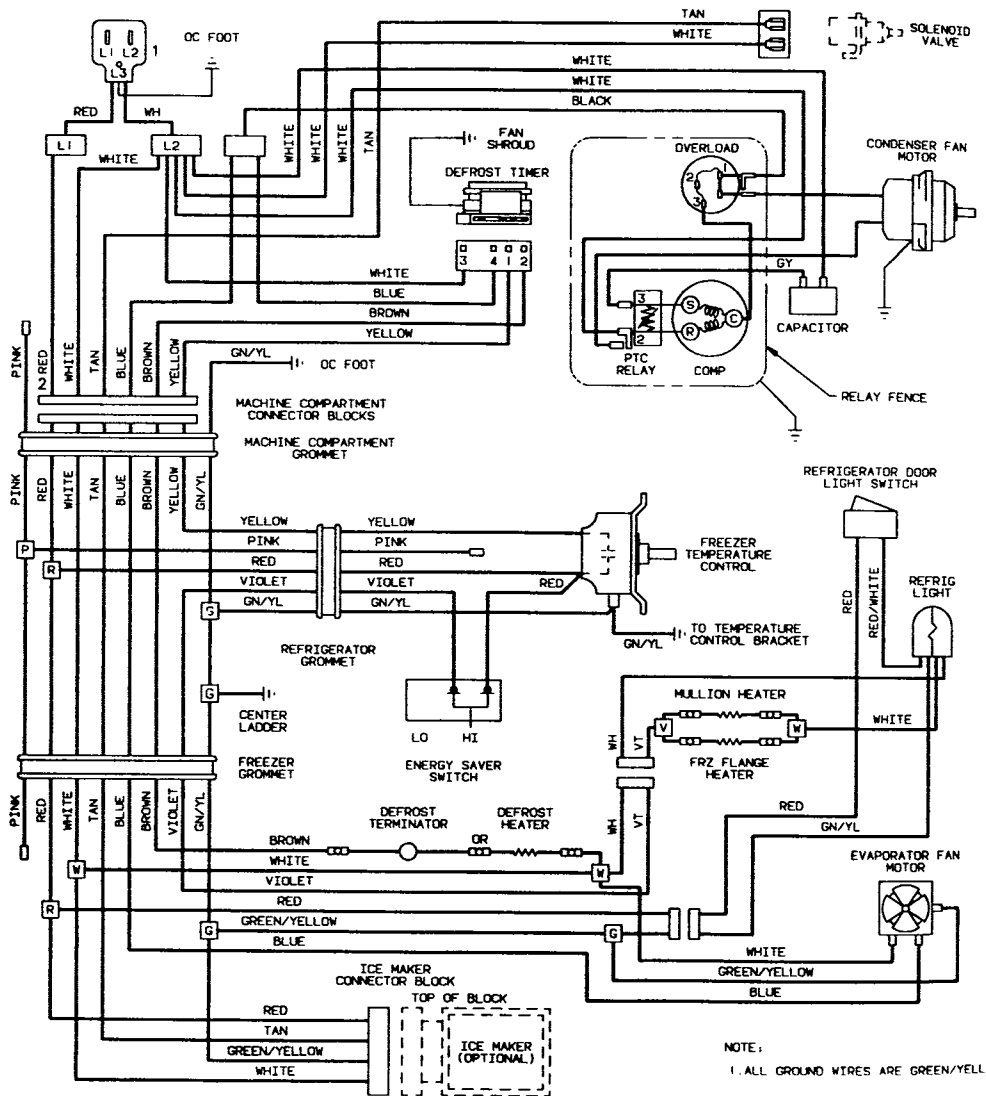 TAN
WHITE
SOLENOID
VALVE
L1 L2
L3
1
OC FOOT
WHITE
WHITE
BLACK
RED
WH
L1
L2
WHITE
WHITE
WHITE
WHITE
TAN
FAN
SHROUD
DEFROST TIMER
3 4 1 2
OVERLOAD
1
2
3
CONDENSER FAN
MOTOR
WHITE
BLUE
BROWN
YELLOW
GY
CAPACITOR
3
2
S
R
C
PTC
RELAY
COMP
RELAY FENCE
PINK
RED
2
WHITE
TAN
BLUE
BROWN
YELLOW
GN/YL
OC FOOT
MACHINE COMPARTMENT
CONNECTOR BLOCKS
MACHINE COMPARTMENT
GROMMET
PINK
RED
WHITE
TAN
BLUE
BROWN
YELLOW
GN/YL
REFRIGERATOR DOOR
LIGHT SWITCH
YELLOW
PINK
RED
VIOLET
GN/YL
YELLOW
PINK
RED
VIOLET
GN/YL
RED
P
R
G
FREEZER
TEMPERATURE
CONTROL
RED
RED/WHITE
REFRIG
LIGHT
GN/YL
TO TEMPERATURE
CONTROL BRACKET
REFRIGERATOR
GROMMET
G
CENTER
LADDER
LO HI
ENERGY SAVER
SWITCH
MULLION HEATER
V
W
WHITE
FRZ FLANGE
HEATER
WH
VT
FREEZER
GROMMET
PINK
RED
WHITE
TAN
BLUE
BROWN
VIOLET
GN/YL
WH
VT
RED
GN/YL
DEFROST
TERMINATOR
OR
DEFROST
HEATER
BROWN
WHITE
VIOLET
W
W
EVAPORATOR FAN
MOTOR
R
RED
G
GREEN/YELLOW
G
BLUE
WHITE
GREEN/YELLOW
BLUE
ICE MAKER
CONNECTOR BLOCK
TOP OF BLOCK
RED
TAN
GREEN/YELLOW
WHITE
ICE MAKER
(OPTIONAL)
NOTE:
1.ALL GROUND WIRES ARE GREEN/YELL